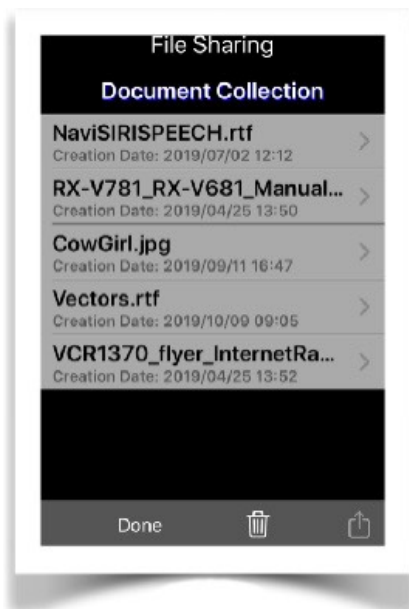 File Sharing
Document Collection
NaviSIRISPEECH.rtf
Creation Date: 2019/07/02 12:12
RX-V781_RX-V681_Manual...
Creation Date: 2019/04/25 13:50
CowGirl.jpg
Creation Date: 2019/09/11 16:47
Vectors.rtf
Creation Date: 2019/10/09 09:05
VCR1370_flyer_InternetRa...
Creation Date: 2019/04/25 13:52
Done